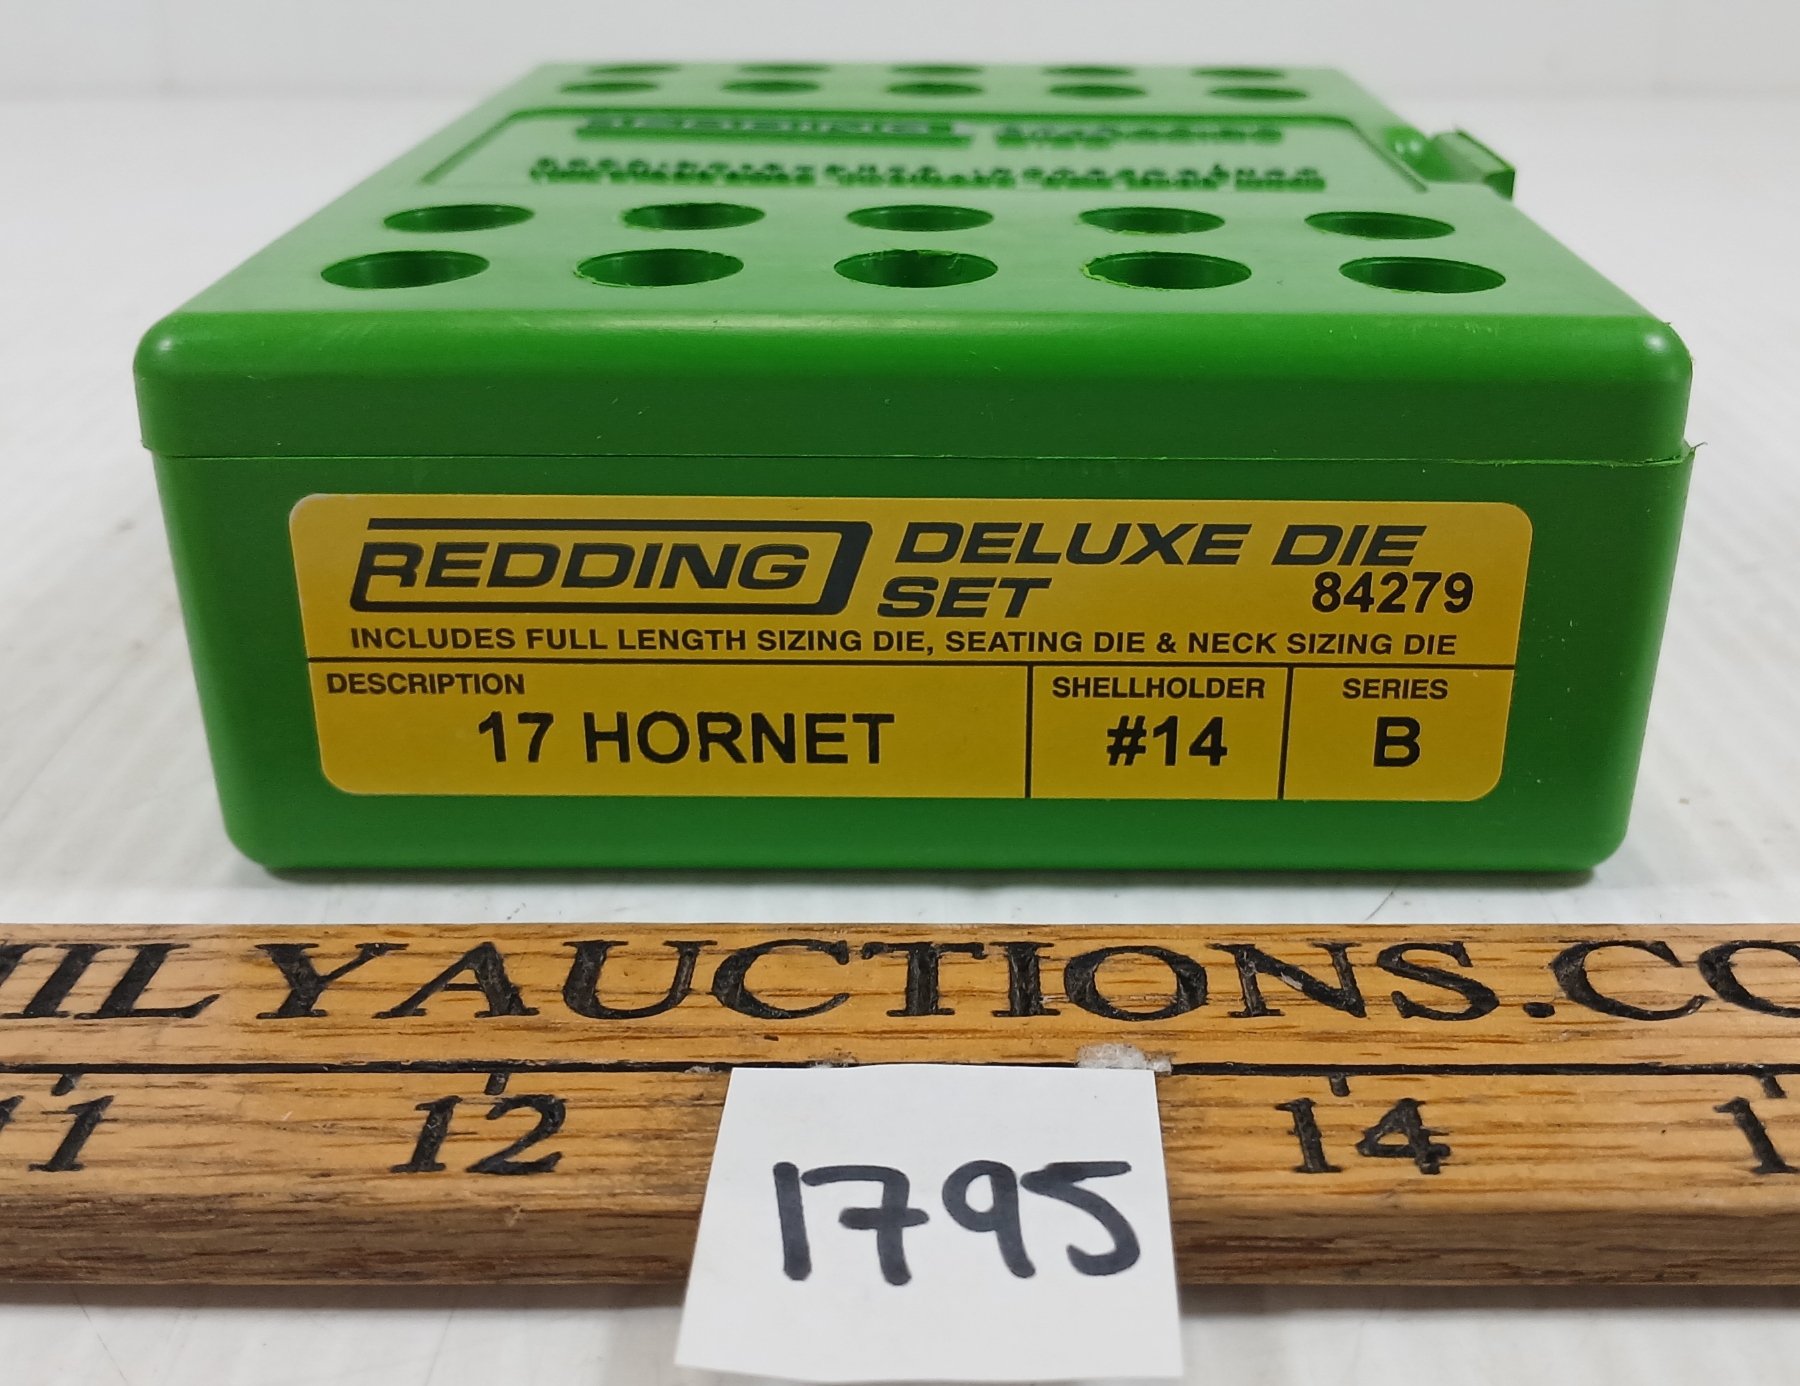 REDDING DELUXE DIE
SET 84279
INCLUDES FULL LENGTH SIZING DIE, SEATING DIE & NECK SIZING DIE
DESCRIPTION SHELLHOLDER SERIES
17 HORNET #14 B
YAUCTIONS.CO
11 12 14
1795